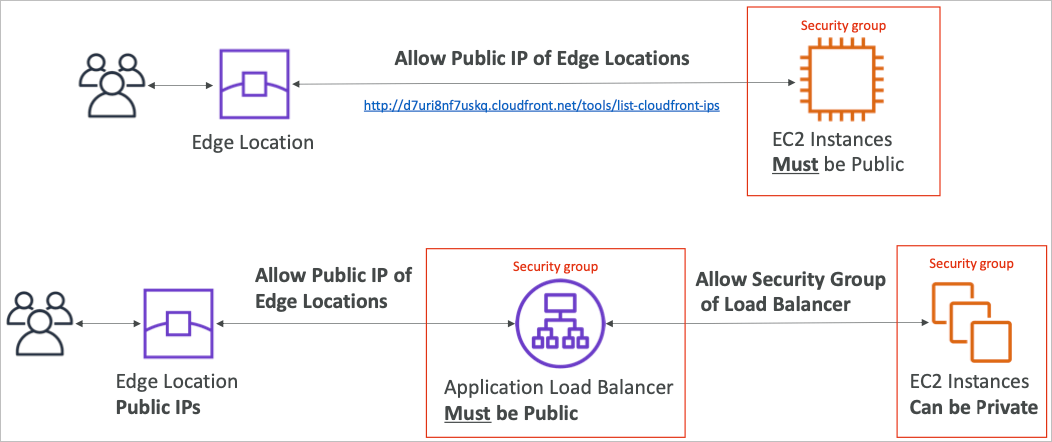 Security group
Allow Public IP of Edge Locations
http://d7uri8nf7uskq.cloudfront.net/tools/list-cloudfront-ips
Edge Location
EC2 Instances
Must be Public
Allow Public IP of
Edge Locations
Security group
Allow Security Group
of Load Balancer
Security group
Edge Location
Public IPs
Application Load Balancer
Must be Public
EC2 Instances
Can be Private